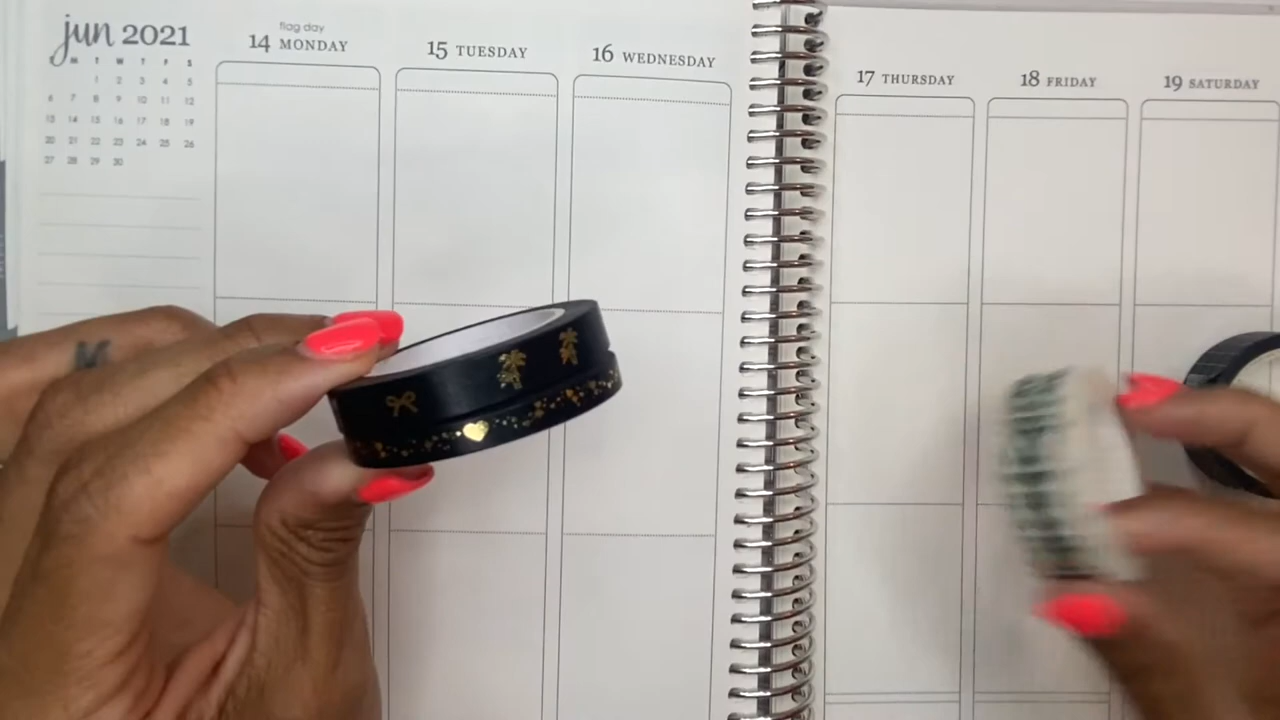 jun 2021
S M T W T F S
1 2 3 4 5
6 7 8 9 10 11 12
13 14 15 16 17 18 19
20 21 22 23 24 25 26
27 28 29 30
flag day
14 MONDAY
15 TUESDAY
16 WEDNESDAY
17 THURSDAY
18 FRIDAY
19 SATURDAY